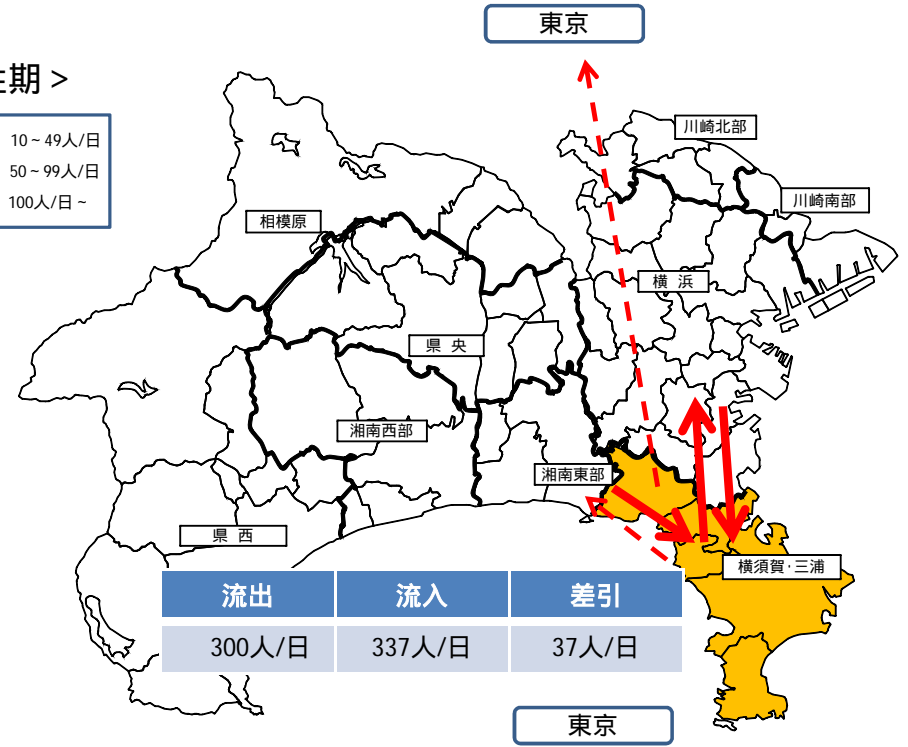 東京
性期>
10~49人/日
50~99人/日
100人/日~
川崎北部
川崎南部
相模原
横 浜
県 央
湘南西部
湘南東部
県 西
横須賀・三浦
流出 流入 差引
300人/日 337人/日 37人/日
東京